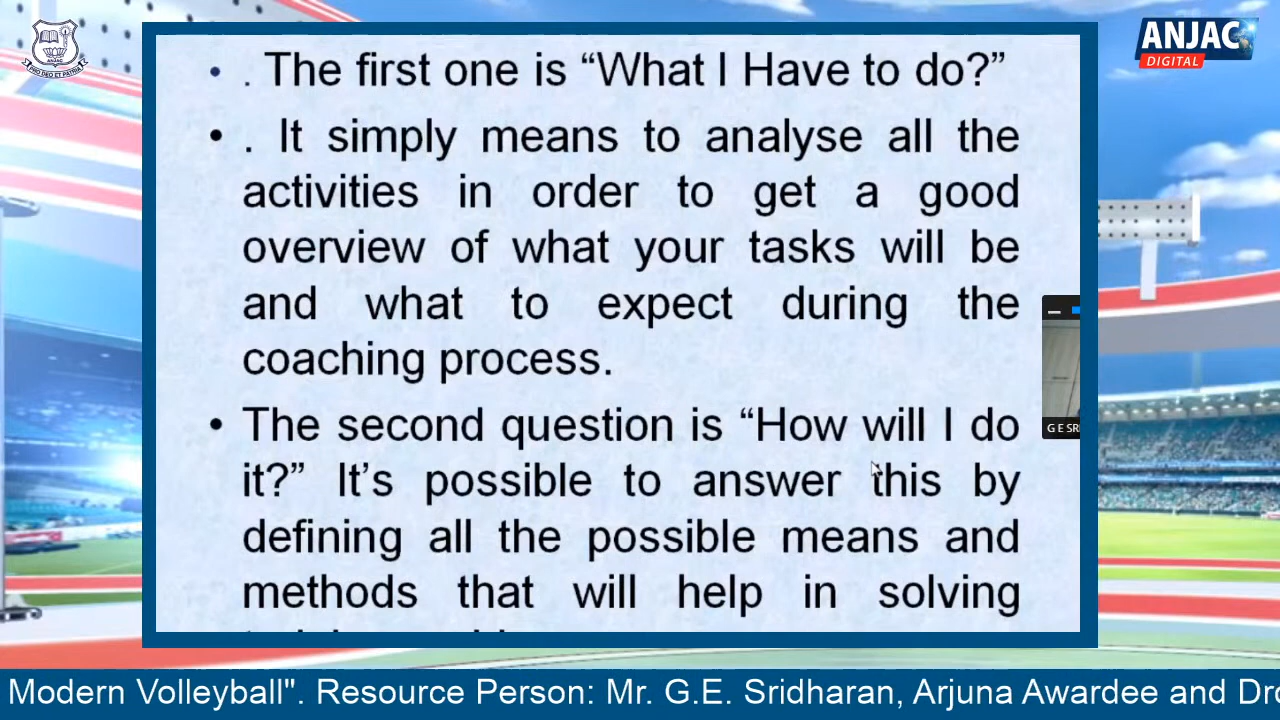 ANJAC
DIGITAL
. The first one is “What I Have to do?”
. It simply means to analyse all the
activities in order to get a good
overview of what your tasks will be
and what to expect during the
coaching process.
The second question is “How will I do
it?” It’s possible to answer this by
defining all the possible means and
methods that will help in solving
G E SR
Modern Volleyball". Resource Person: Mr. G.E. Sridharan, Arjuna Awardee and Dro